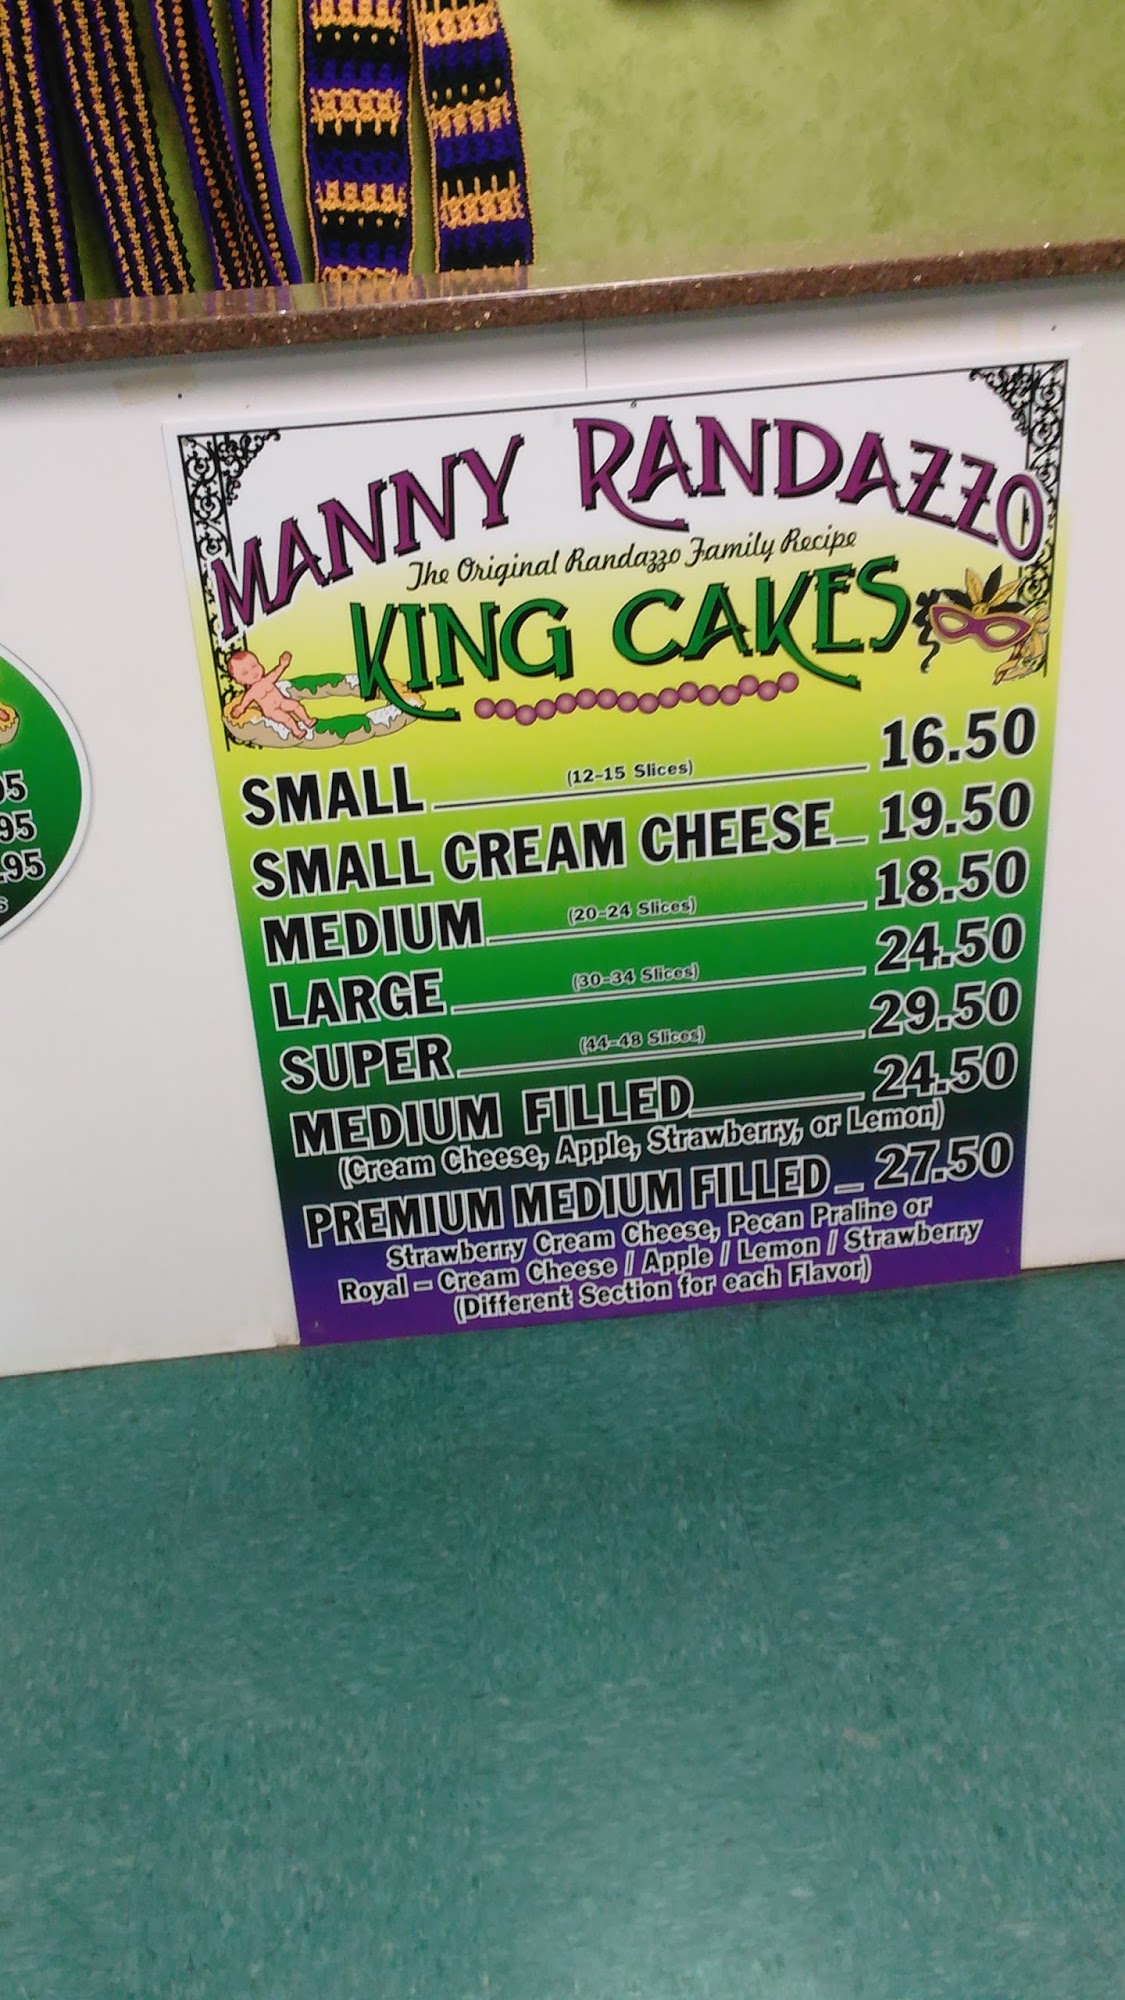 MANNY RANDAZZO
The Original Randazzo Family Recipe
KING CAKES
SMALL (12-15 Slices) 16.50
SMALL CREAM CHEESE 19.50
MEDIUM (20-24 Slices) 18.50
LARGE (30-34 Slices) 24.50
SUPER (44-48 Slices) 29.50
MEDIUM FILLED 24.50
(Cream Cheese, Apple, Strawberry, or Lemon)
PREMIUM MEDIUM FILLED 27.50
Strawberry Cream Cheese, Pecan Praline or
Royal – Cream Cheese / Apple / Lemon / Strawberry
(Different Section for each Flavor)